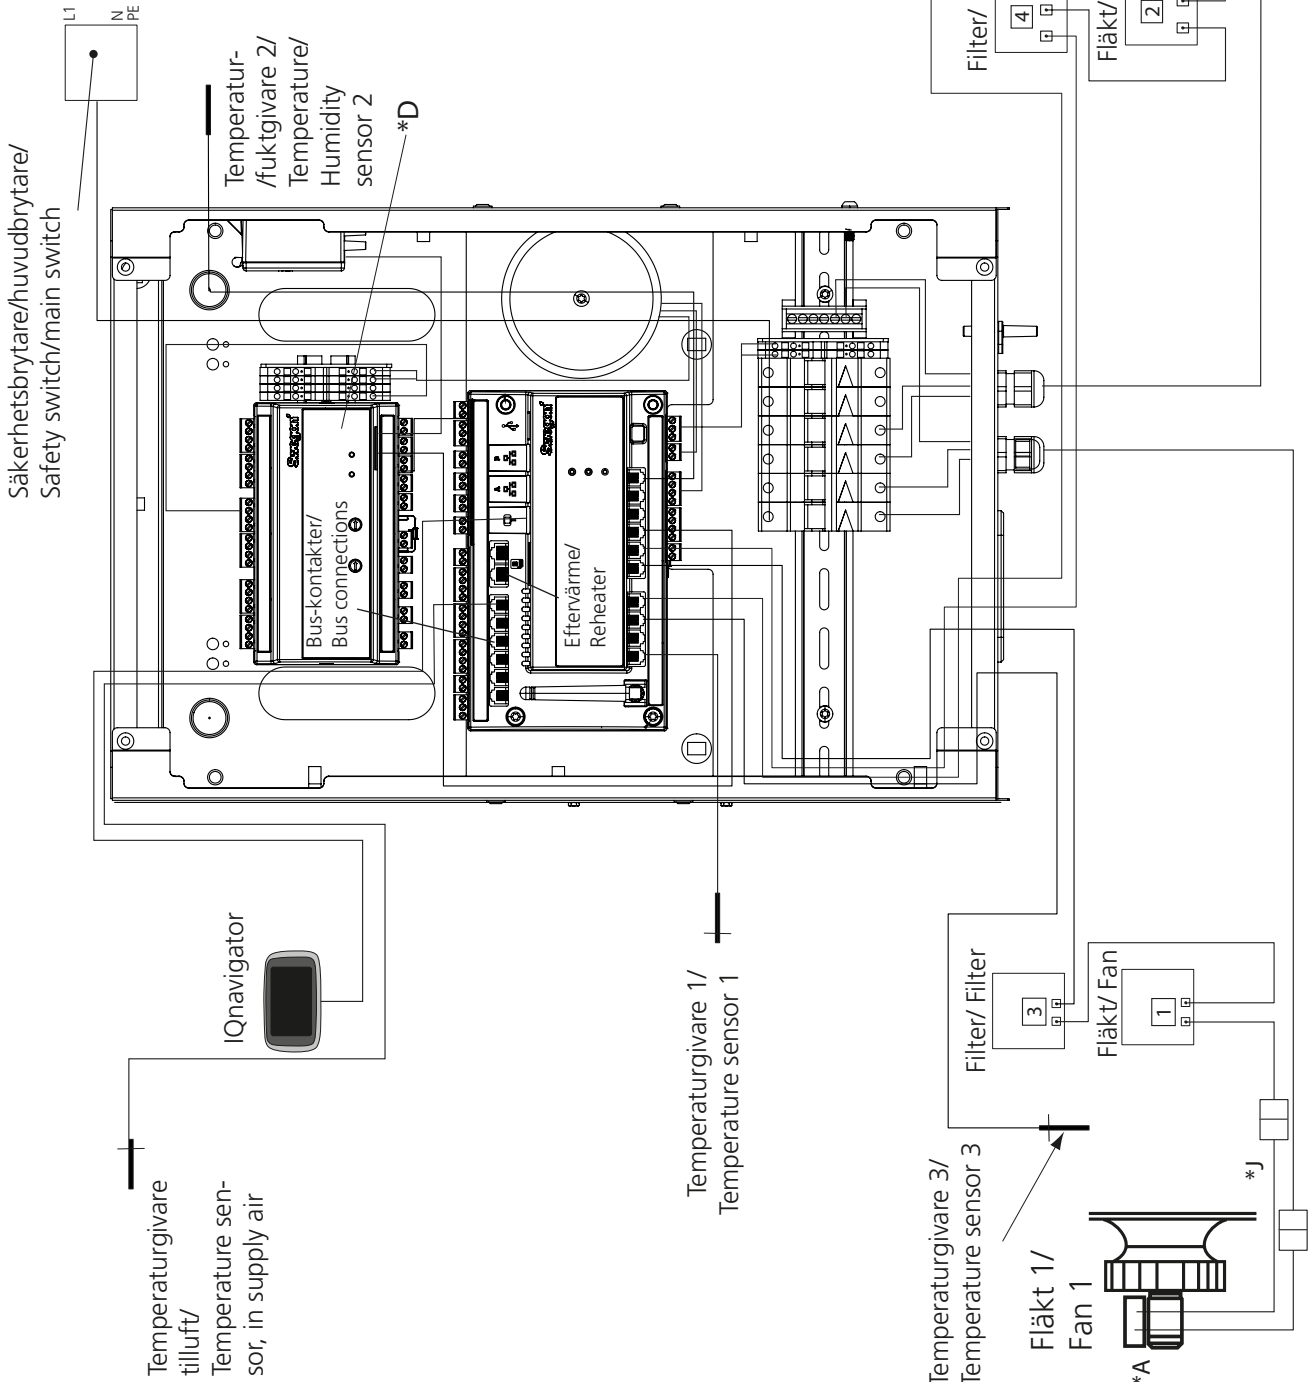 Säkerhetsbrytare/huvudbrytare/
Safety switch/main switch
L1
N
PE
Temperatur-
/fuktgivare 2/
Temperature/
Humidity
sensor 2
*D
Filter/
4
Fläkt/
2
Swegon
Bus-kontakter/
Bus connections
Swegon
B
A
Eftervärme/
Reheater
IQnavigator
Temperaturgivare
tilluft/
Temperature sen-
sor, in supply air
Temperaturgivare 1/
Temperature sensor 1
Filter/ Filter
3
Fläkt/ Fan
1
Temperaturgivare 3/
Temperature sensor 3
Fläkt 1/
Fan 1
*J
*A